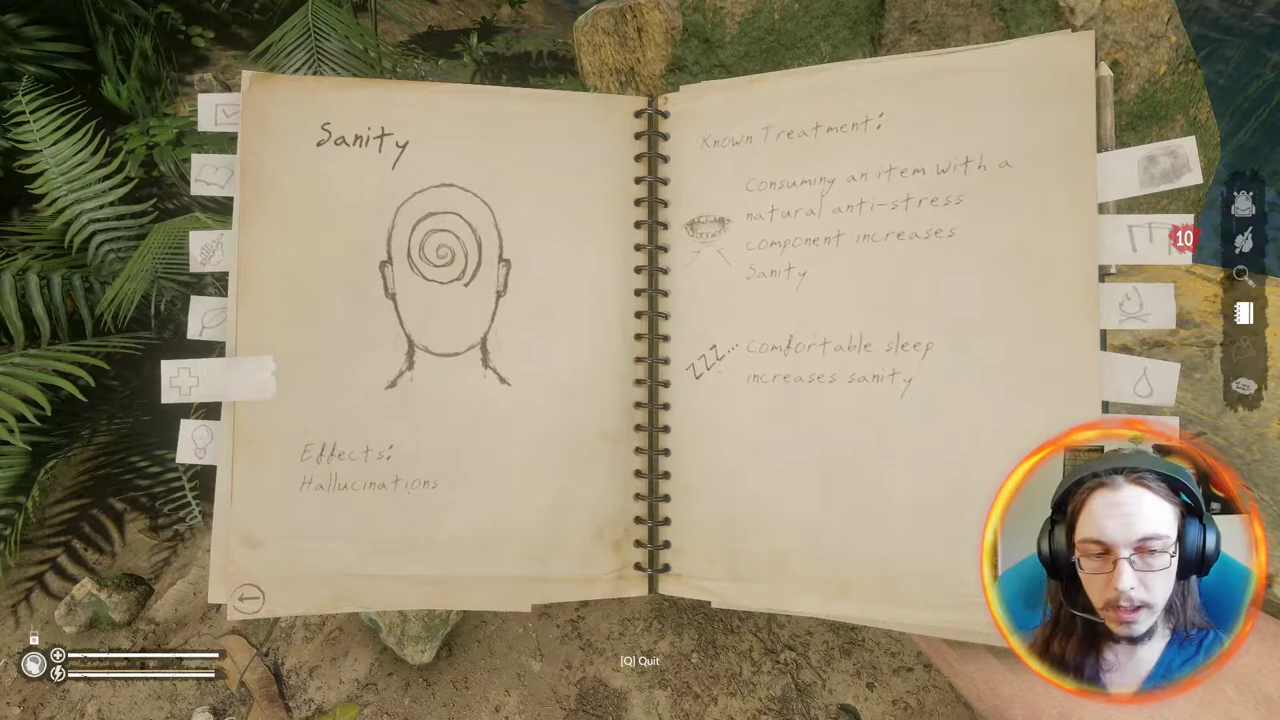 Sanity
Effects:
Hallucinations
Known Treatment:
Consuming an item with a
natural anti-stress
component increases
Sanity
ZZZ...
Comfortable sleep
increases sanity
10
[Q] Quit